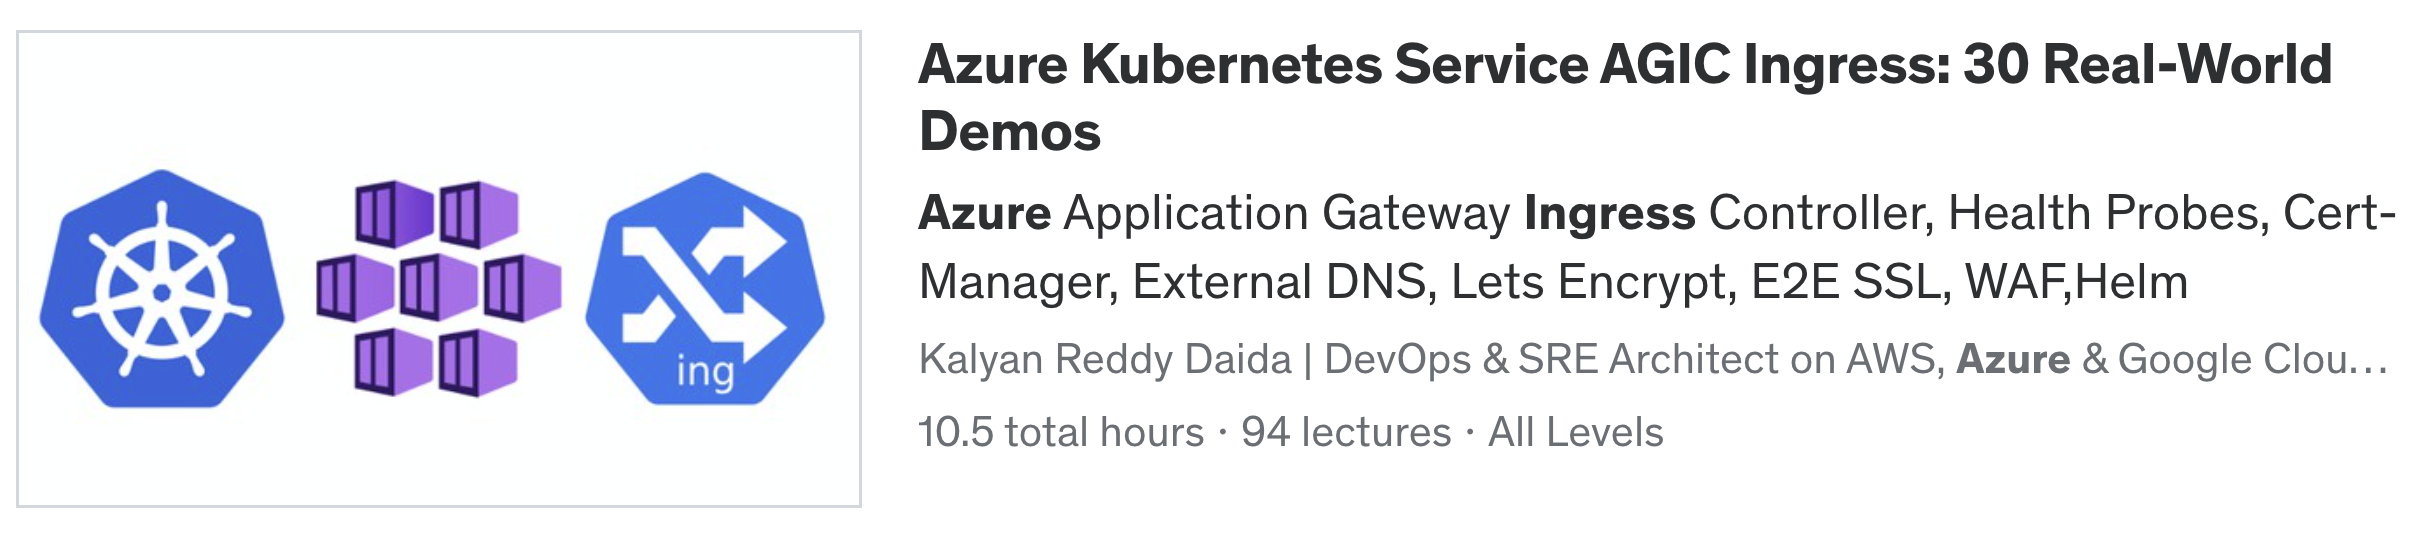 ing
Azure Kubernetes Service AGIC Ingress: 30 Real-World
Demos
Azure Application Gateway Ingress Controller, Health Probes, Cert-
Manager, External DNS, Lets Encrypt, E2E SSL, WAF,Helm
Kalyan Reddy Daida | DevOps & SRE Architect on AWS, Azure & Google Clou...
10.5 total hours · 94 lectures · All Levels